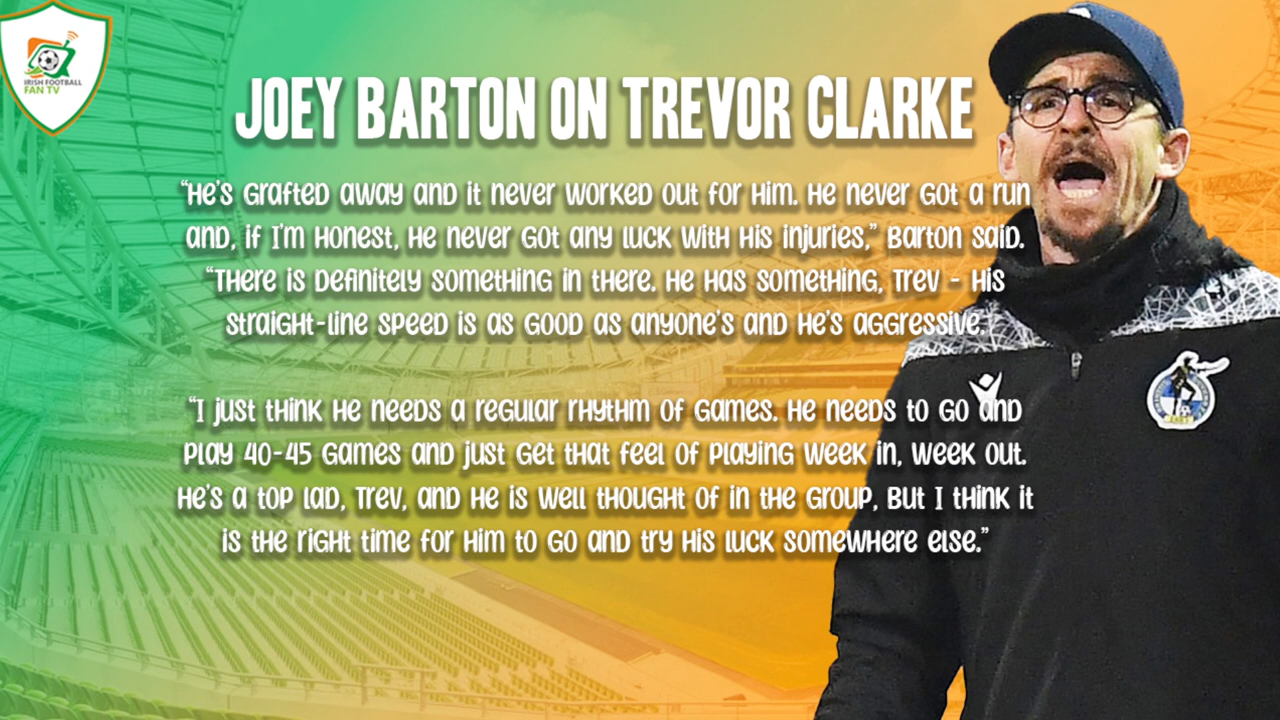 IRISH FOOTBALL
FAN TV
JOEY BARTON ON TREVOR CLARKE
“He's grafted away and it never worked out for him. He never got a run
and, if I'm honest, he never got any luck with his injuries,” Barton said.
“There is definitely something in there. He has something, Trev - his
straight-line speed is as good as anyone's and he's aggressive.
“I just think he needs a regular rhythm of games. He needs to go and
play 40-45 games and just get that feel of playing week in, week out.
He's a top lad, Trev, and he is well thought of in the group, but I think it
is the right time for him to go and try his luck somewhere else.”